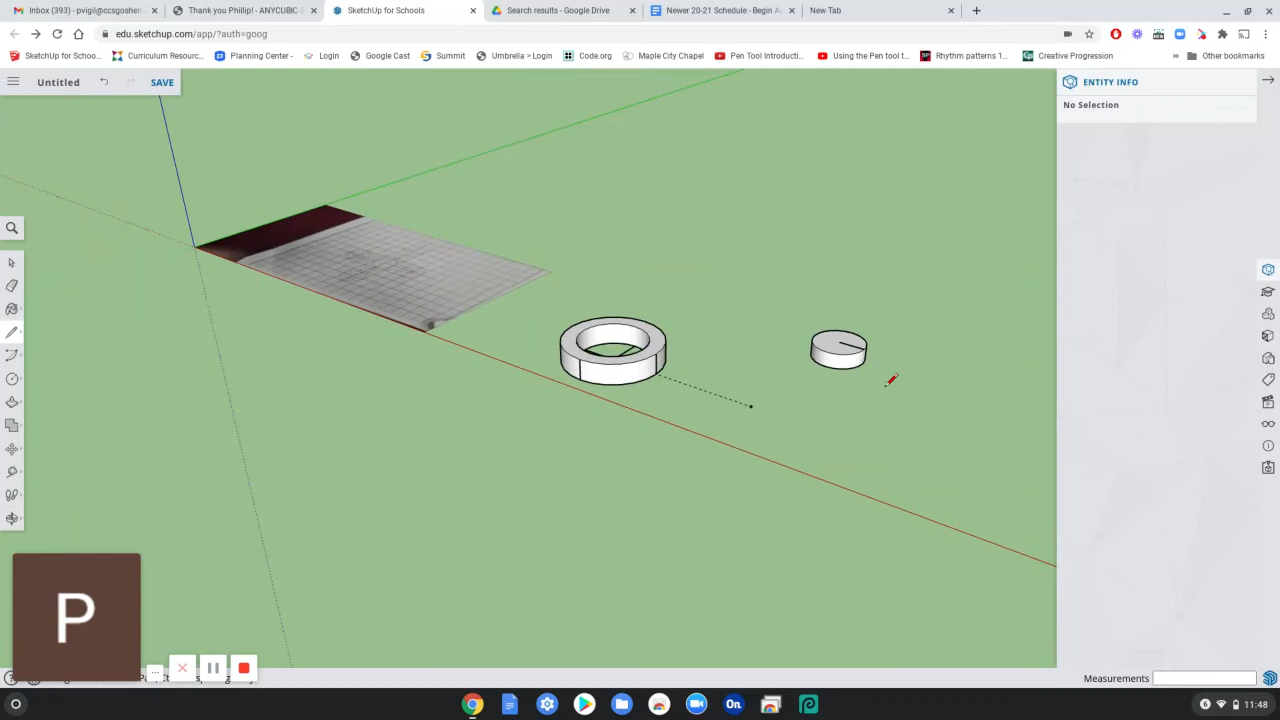 Inbox (393) - pvigil@ccsgoshen
Thank you Phillip! - ANYCUBIC 3
SketchUp for Schools
Search results - Google Drive
Newer 20-21 Schedule - Begin A
New Tab
edu.sketchup.com/app/?auth=goog
SketchUp for Schoo...
Curriculum Resourc...
Planning Center -
Login
Google Cast
Summit
Umbrella > Login
Code.org
Maple City Chapel
Pen Tool Introducti...
Using the Pen tool t...
Rhythm patterns 1...
Creative Progression
»
Other bookmarks
Untitled
SAVE
ENTITY INFO
No Selection
P
...
Measurements
On
6
11:48